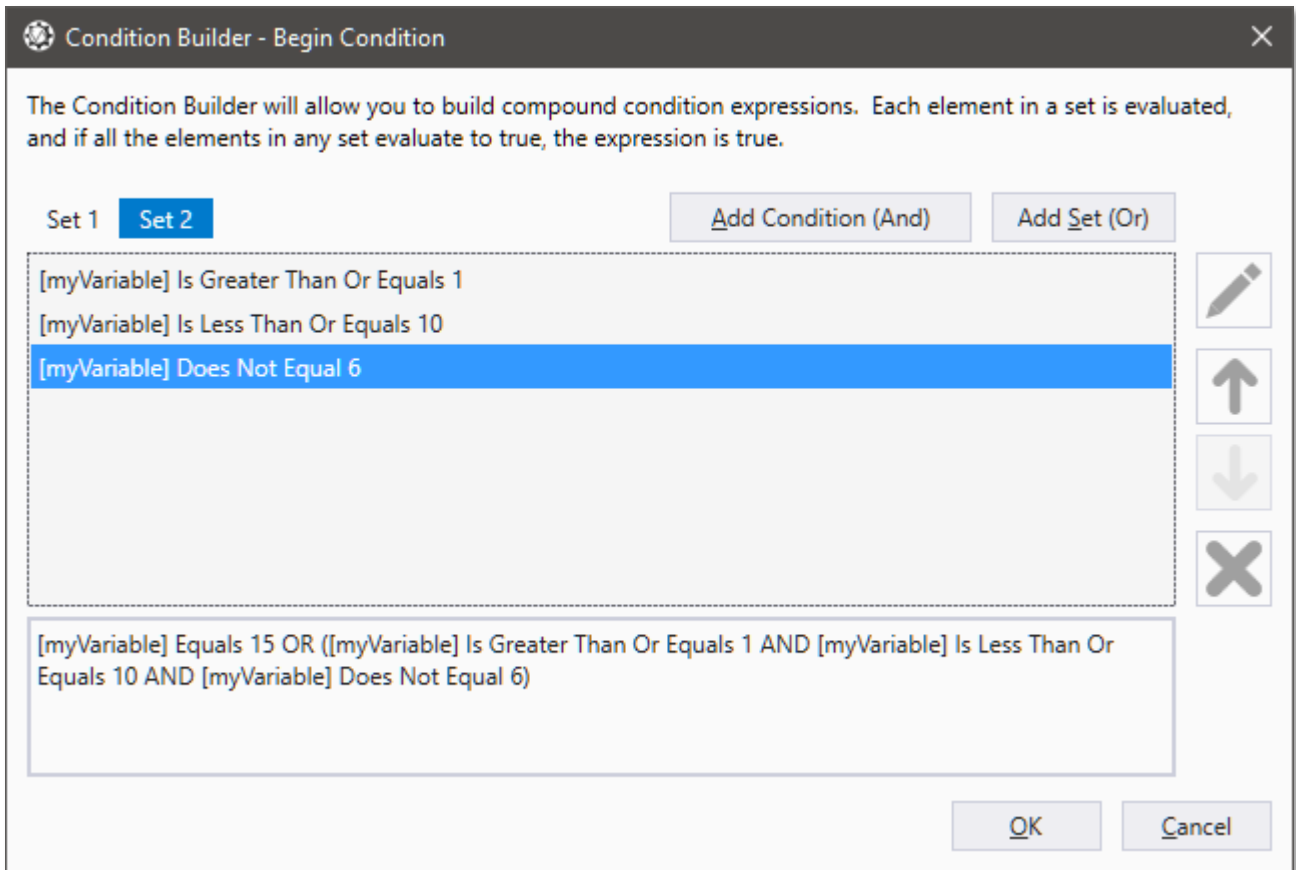 Condition Builder - Begin Condition
The Condition Builder will allow you to build compound condition expressions.  Each element in a set is evaluated,
and if all the elements in any set evaluate to true, the expression is true.
Set 1 Set 2 Add Condition (And) Add Set (Or)
[myVariable] Is Greater Than Or Equals 1
[myVariable] Is Less Than Or Equals 10
[myVariable] Does Not Equal 6
[myVariable] Equals 15 OR ([myVariable] Is Greater Than Or Equals 1 AND [myVariable] Is Less Than Or
Equals 10 AND [myVariable] Does Not Equal 6)
OK Cancel